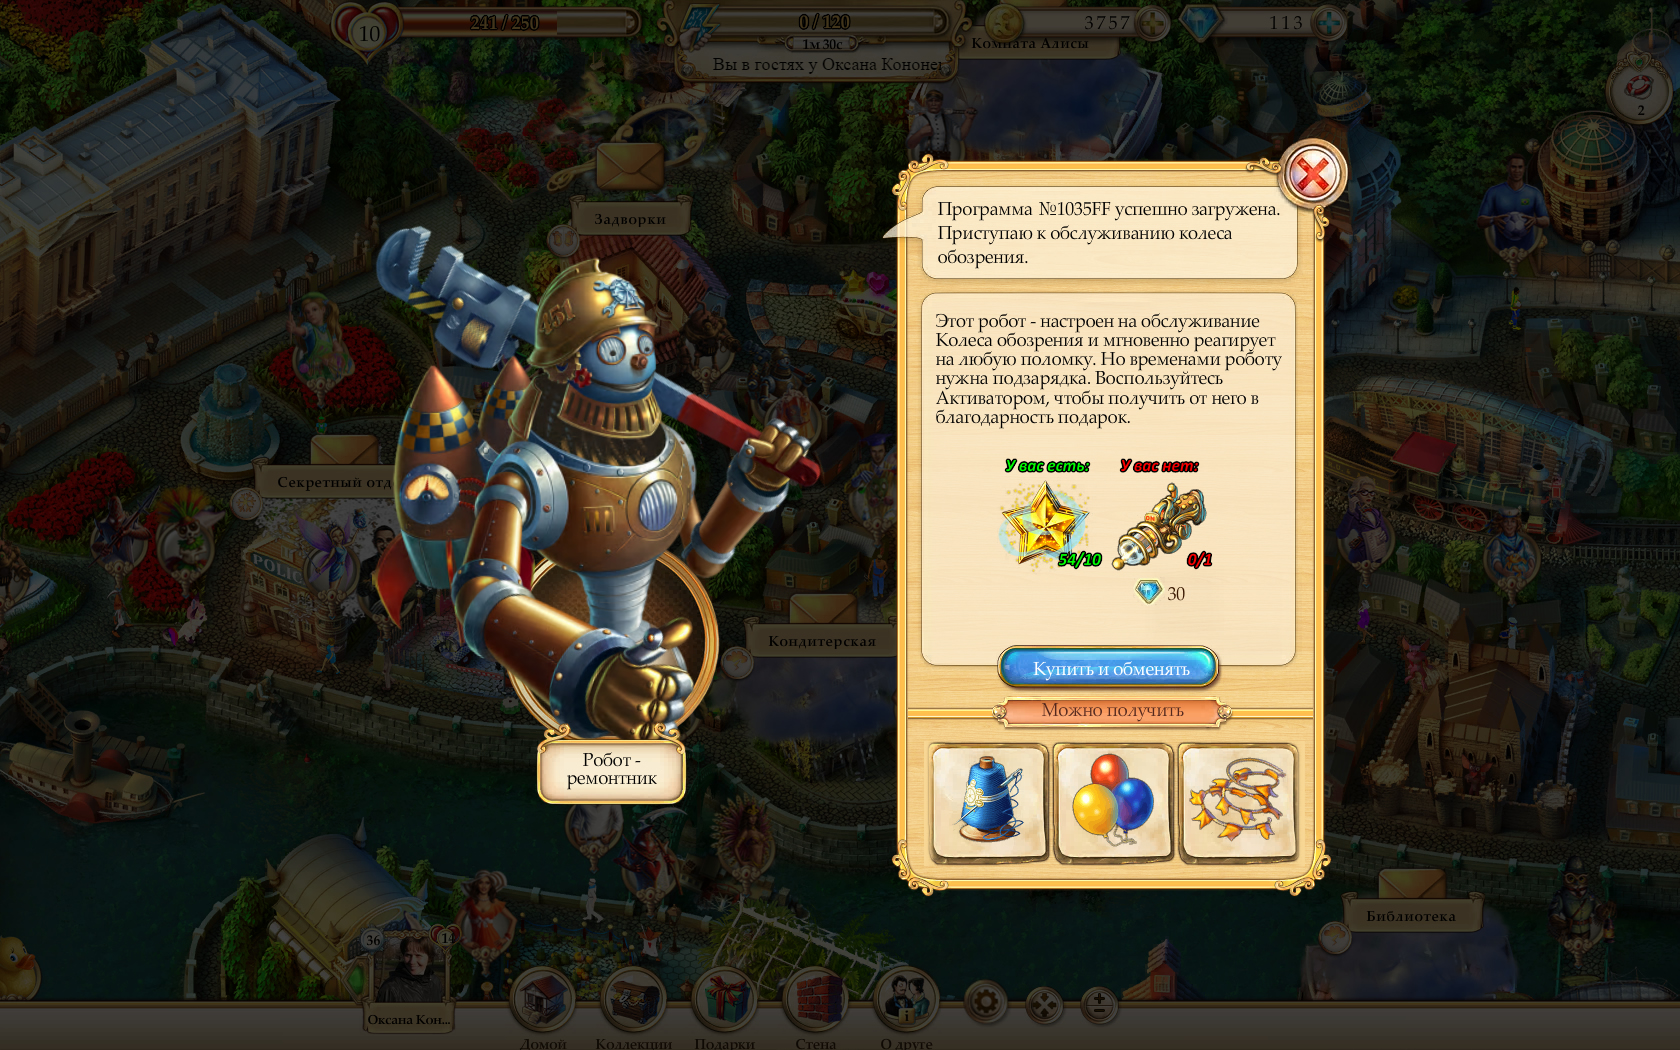 10
241 / 250
0 / 120
3757
113
1м 30с
Комната Алисы
Вы в гостях у Оксана
2
Задворки
Программа №1035FF успешно загружена.
Приступаю к обслуживанию колеса
обозрения.
151
Этот робот - настроен на обслуживание
Колеса обозрения и мгновенно реагирует
на любую поломку. Но временами роботу
нужна подзарядка. Воспользуйтесь
Активатором, чтобы получить от него в
благодарность подарок.
У вас есть:
У вас нет:
Секретный отд
54/10
0/1
POLICE
30
Кондитерская
Купить и обменять
Можно получить
Робот -
ремонтник
Библиотека
36
14
Оксана Кон...
Домой
Коллекции
Подарки
Стена
О друге